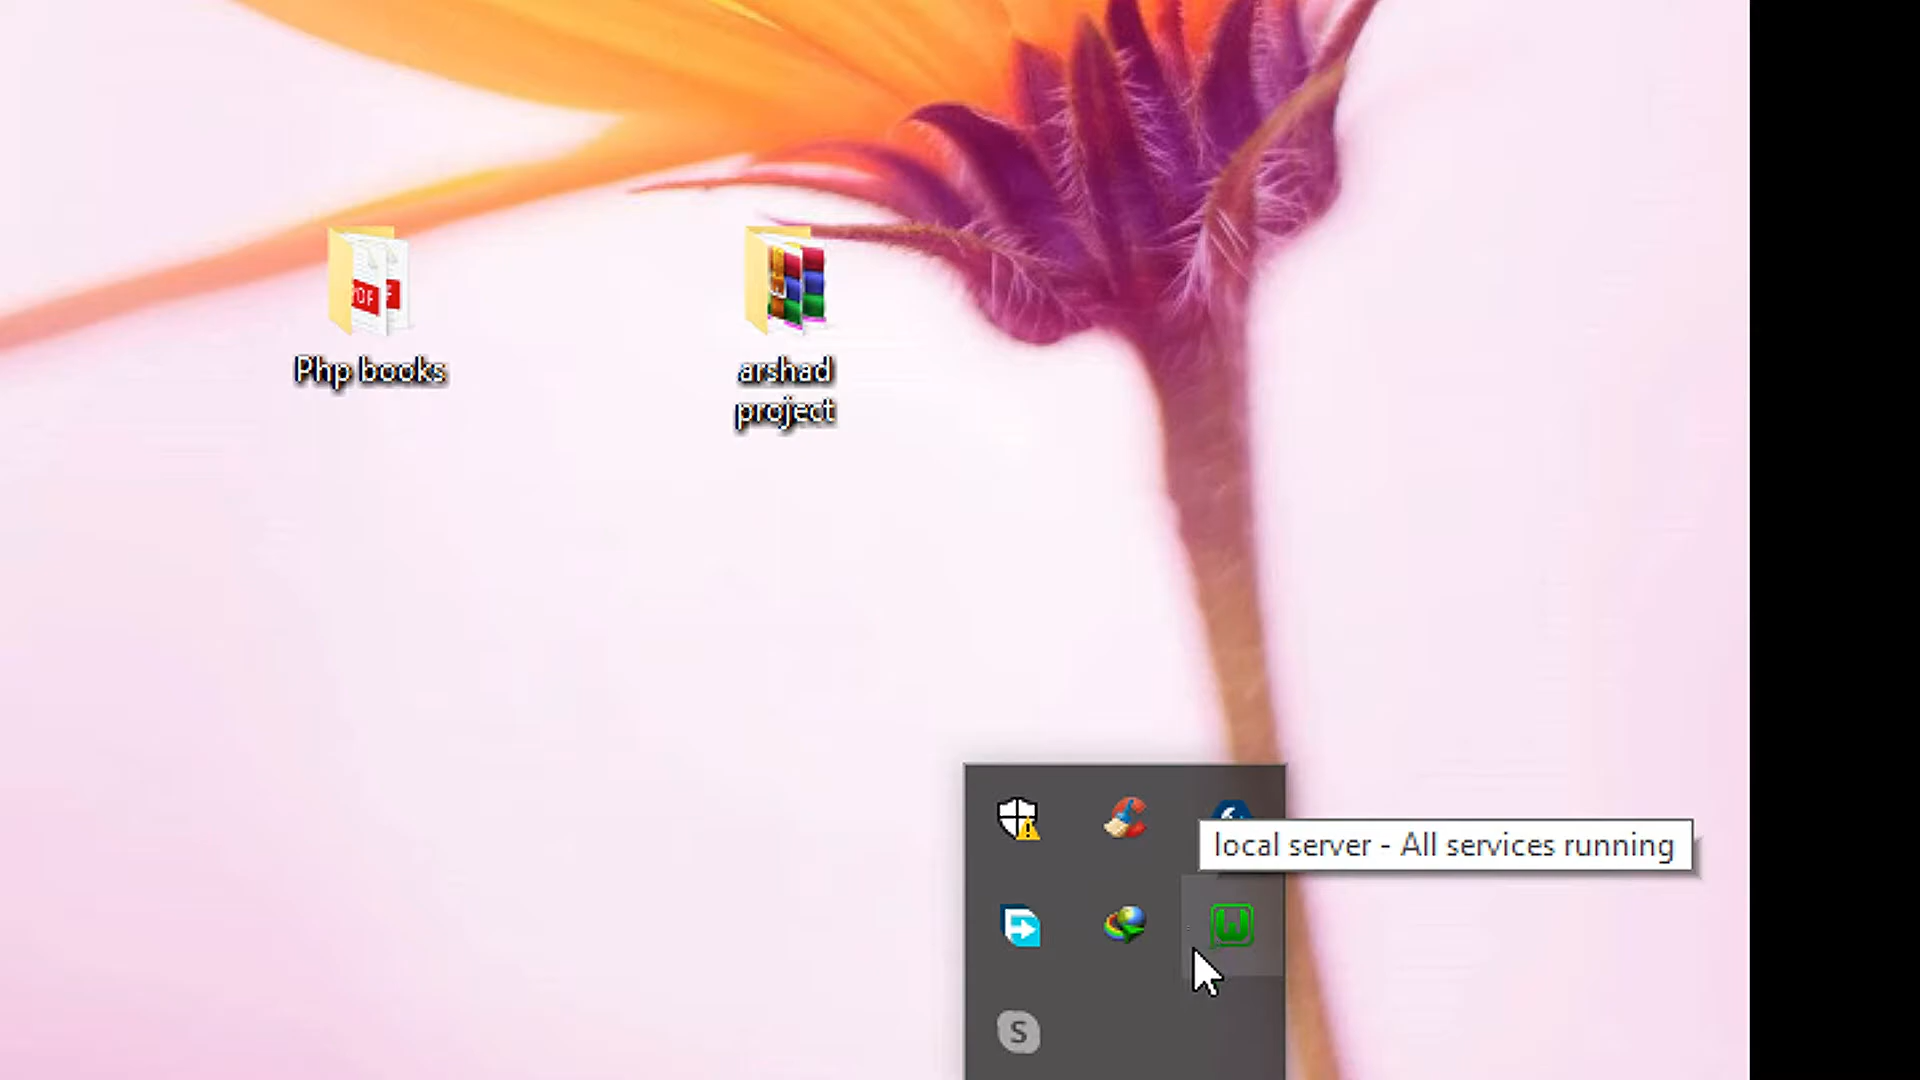 Php books
arshad
project
local server - All services running